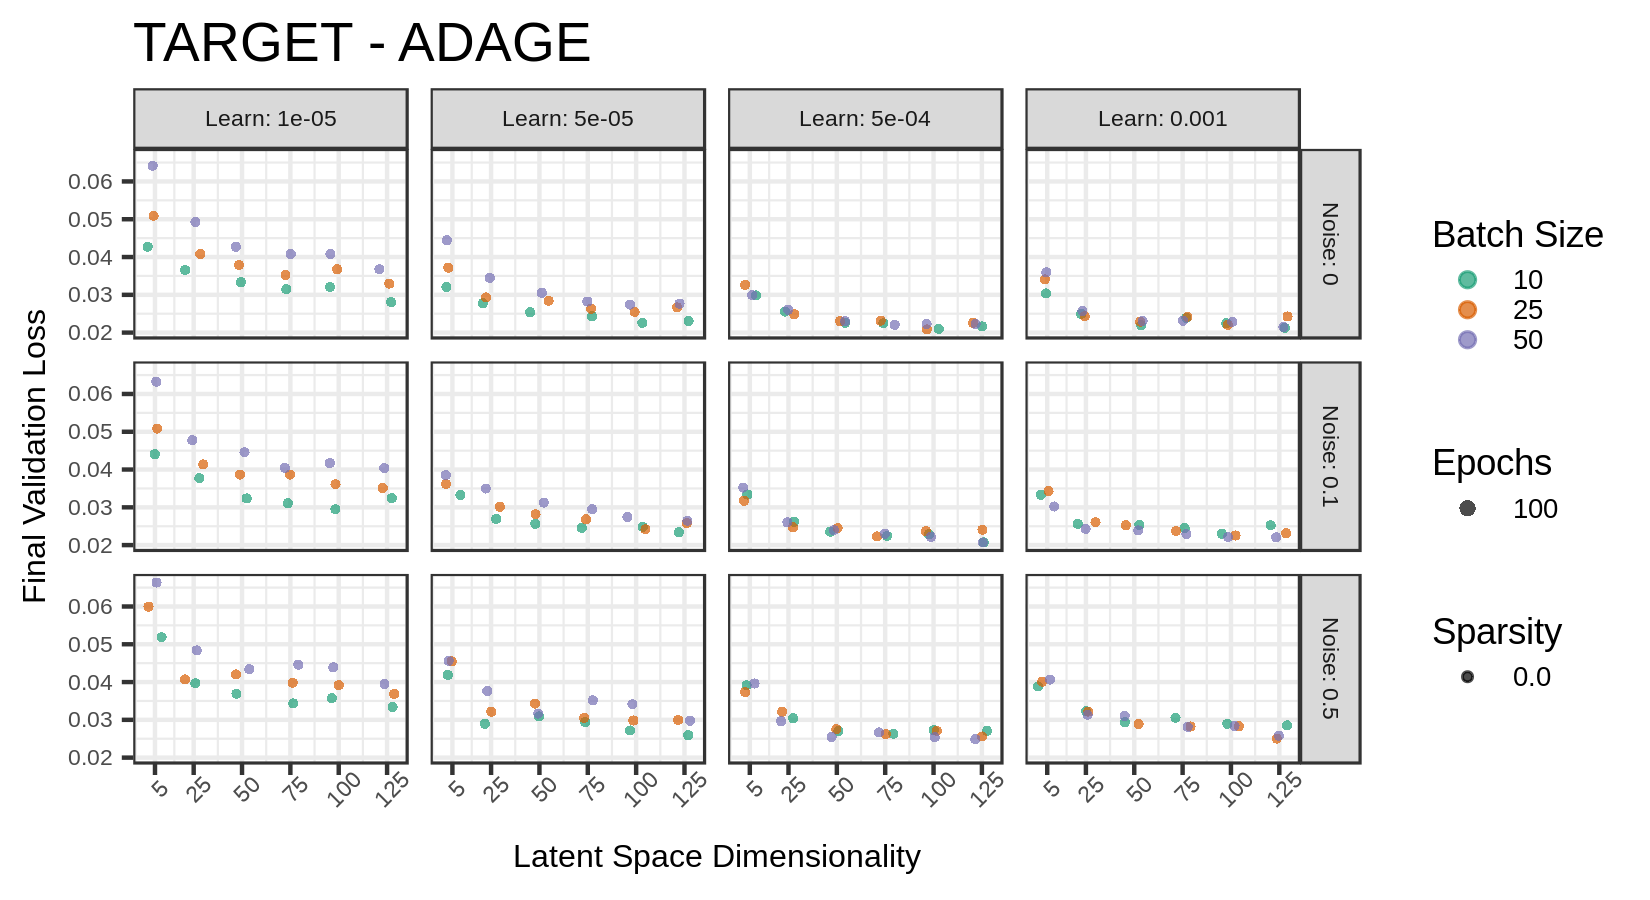 TARGET - ADAGE
Learn: 1e-05
Learn: 5e-05
Learn: 5e-04
Learn: 0.001
0.06
0.05
0.04
0.03
0.02
Noise: 0
0.06
0.05
0.04
0.03
0.02
Noise: 0.1
0.06
0.05
0.04
0.03
0.02
Noise: 0.5
Final Validation Loss
5 25 50 75 100 125
5 25 50 75 100 125
5 25 50 75 100 125
5 25 50 75 100 125
Latent Space Dimensionality
Batch Size
10
25
50
Epochs
100
Sparsity
0.0